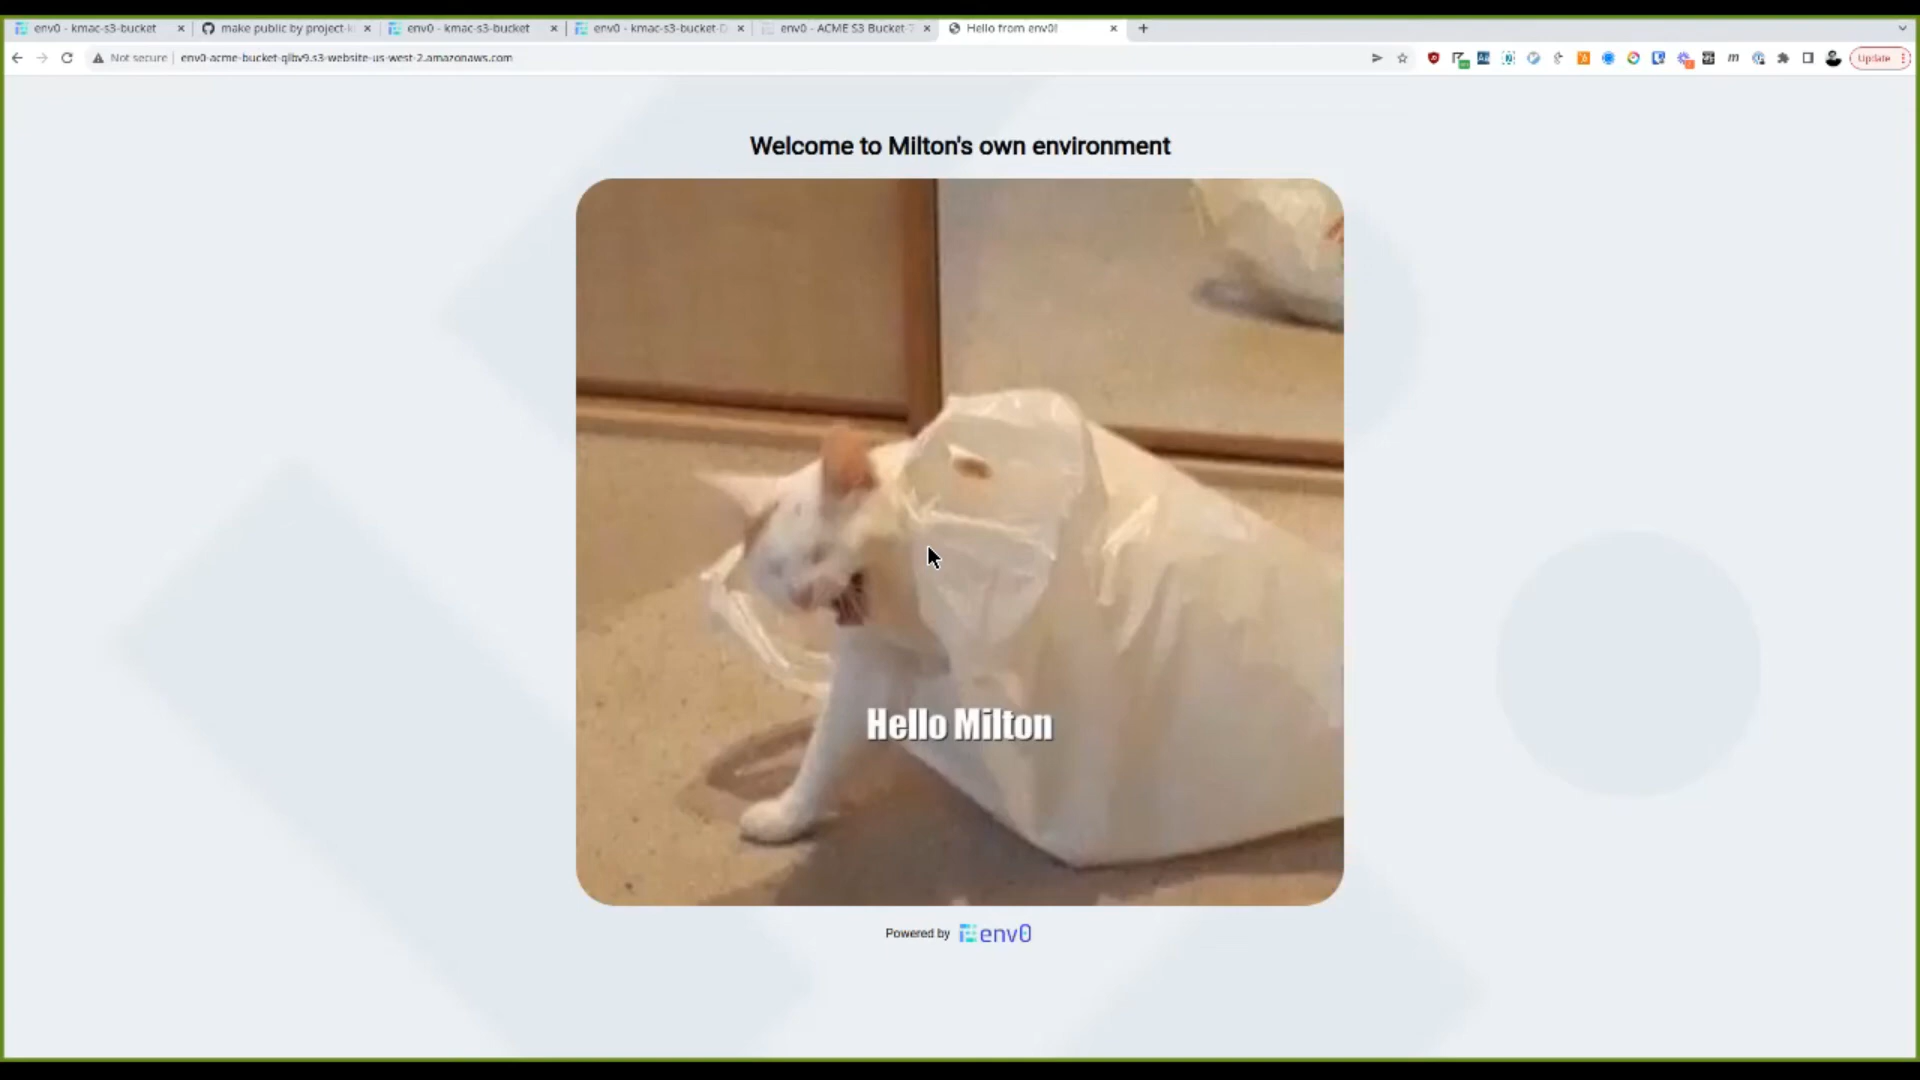 env0 - kmac-s3-bucket
make public by project-
env0 - kmac-s3-bucket
env0 - kmac-s3-bucket-D
env0 - ACME S3 Bucket-7
Hello from env0!
Not secure
env0-acme-bucket-qlbv9.s3-website-us-west-2.amazonaws.com
Update
Welcome to Milton's own environment
Hello Milton
Powered by env0